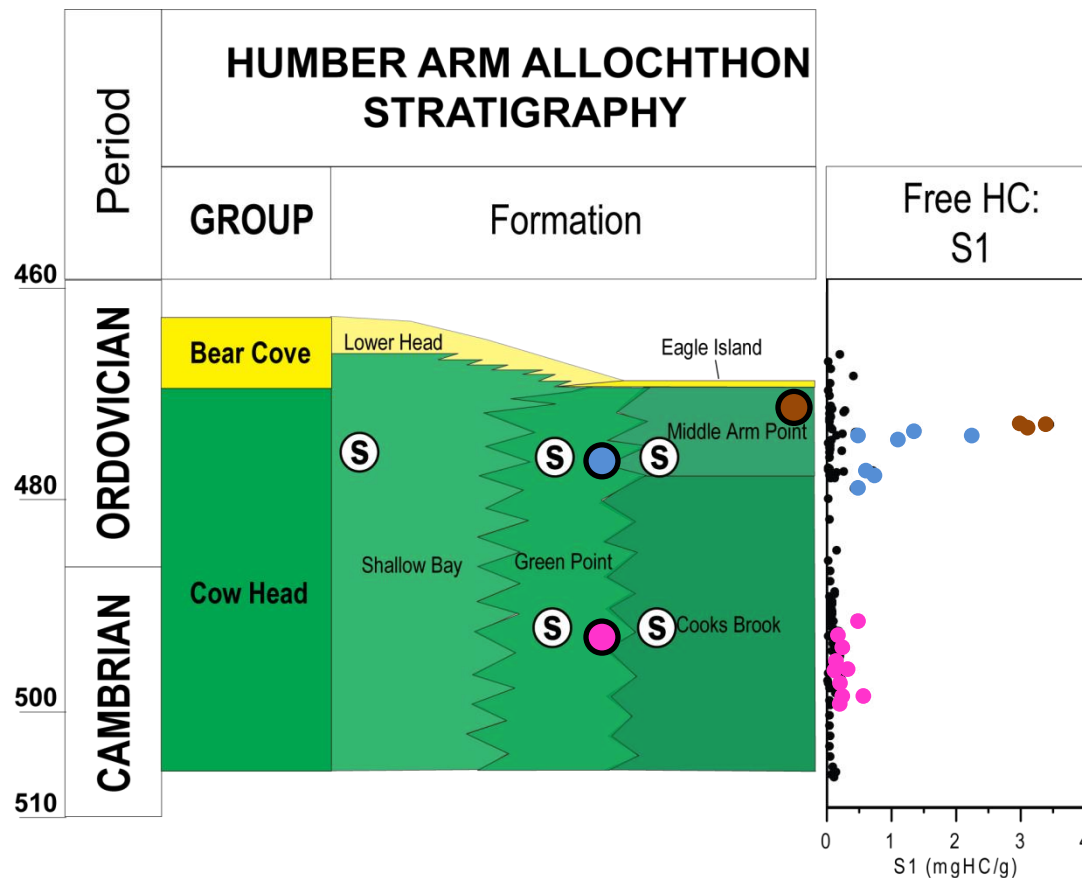 HUMBER ARM ALLOCHTHON
STRATIGRAPHY
Period
GROUP
Formation
Free HC:
S1
460
480
500
510
ORDOVICIAN
CAMBRIAN
Bear Cove
Cow Head
Lower Head
Eagle Island
Middle Arm Point
S
S
S
Shallow Bay
Green Point
S
S
Cooks Brook
0 1 2 3 4
S1 (mgHC/g)